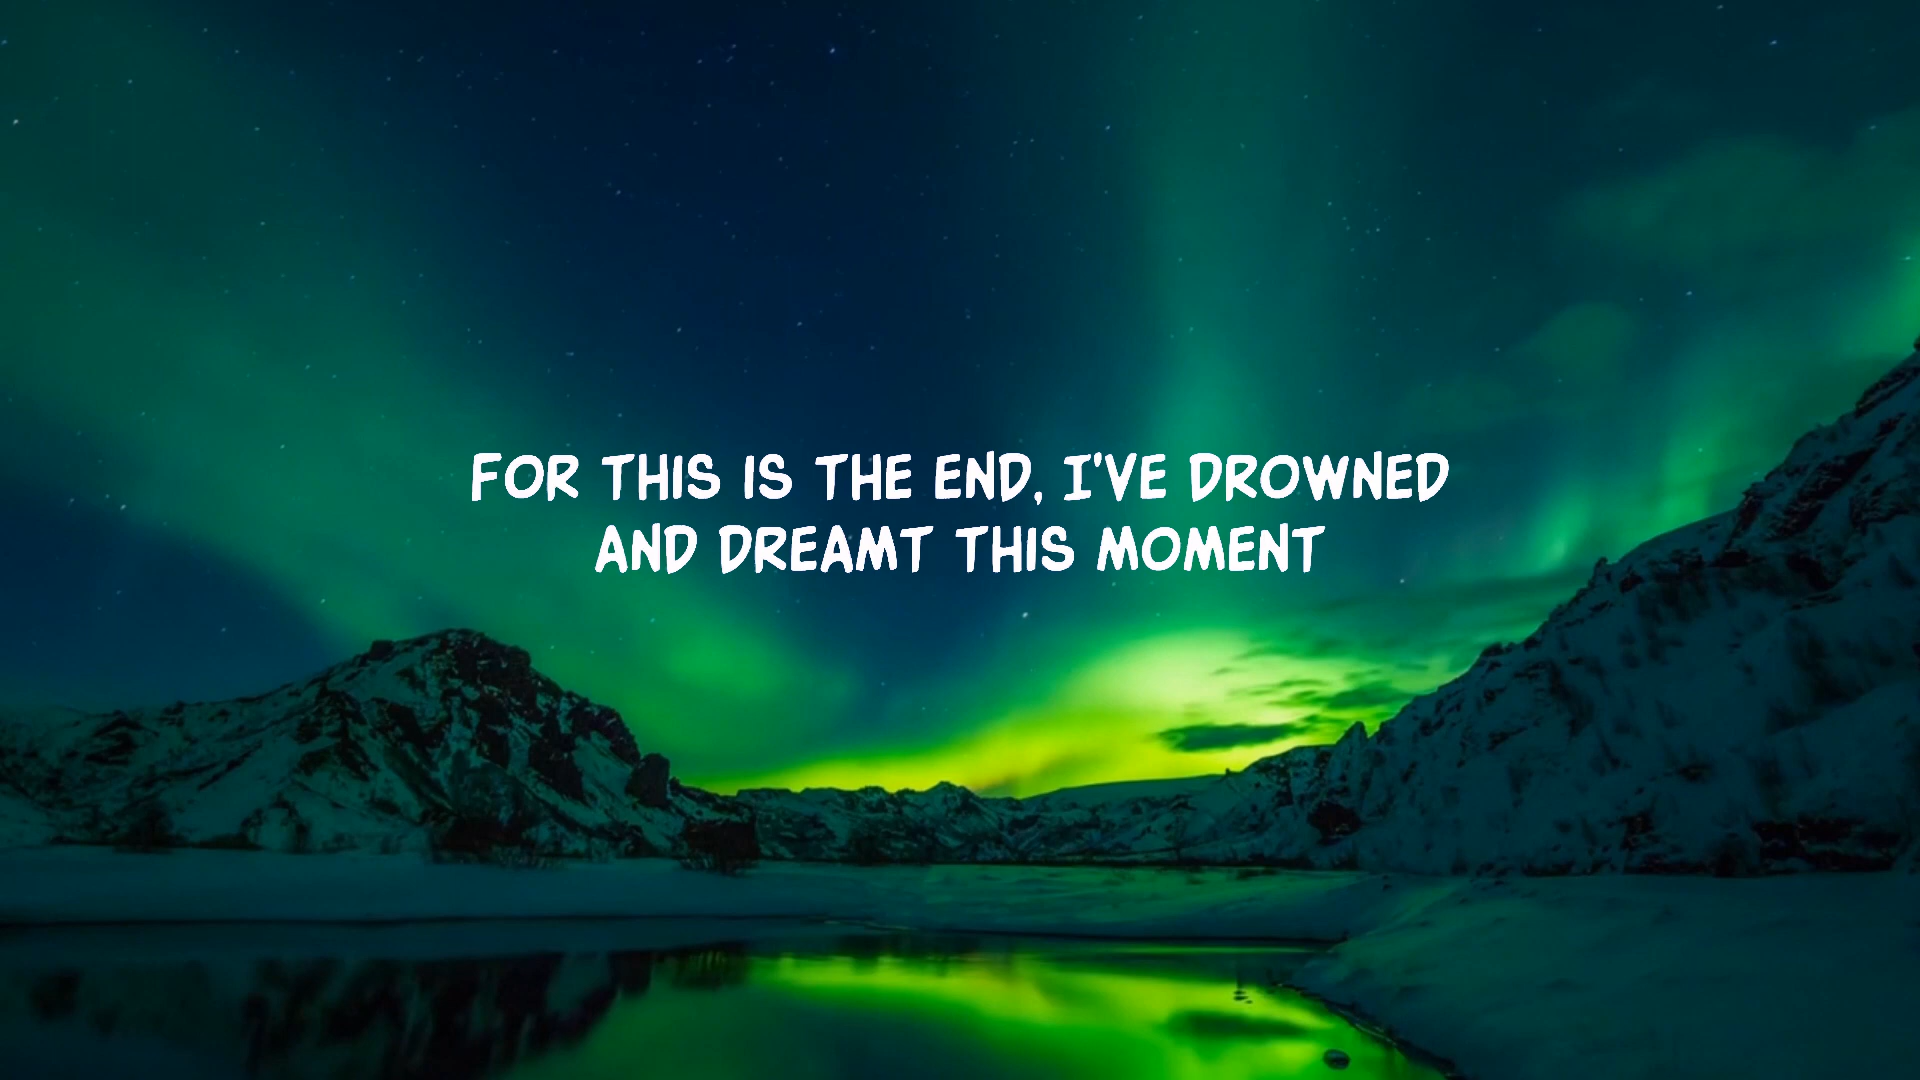 FOR THIS IS THE END, I'VE DROWNED
AND DREAMT THIS MOMENT